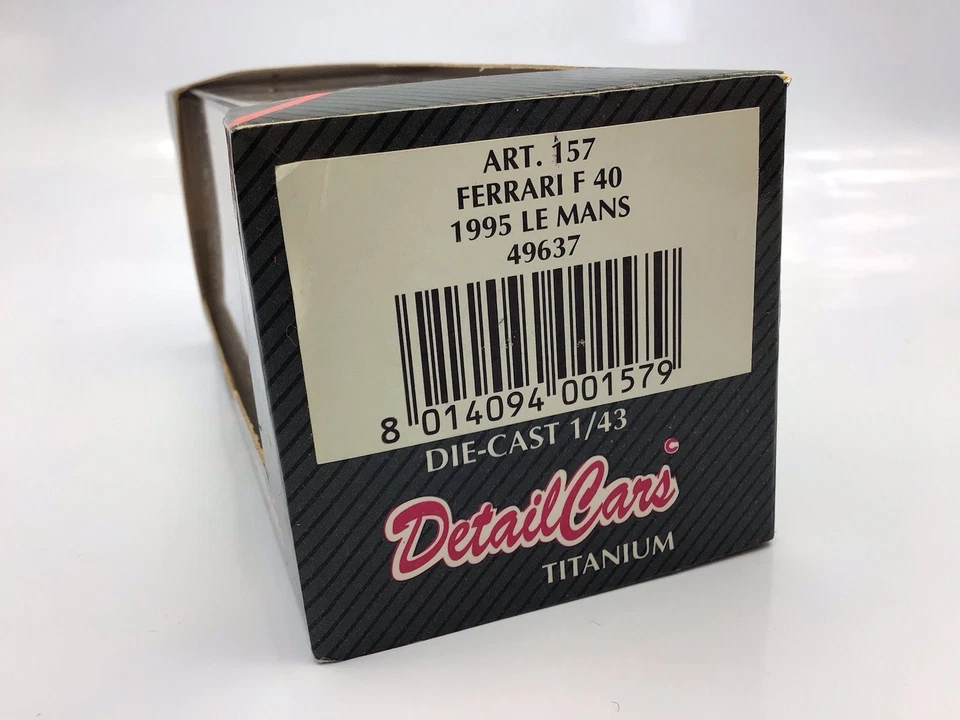 ART. 157
FERRARI F 40
1995 LE MANS
49637
8 014094 001579
DIE-CAST 1/43
DetailCars
TITANIUM